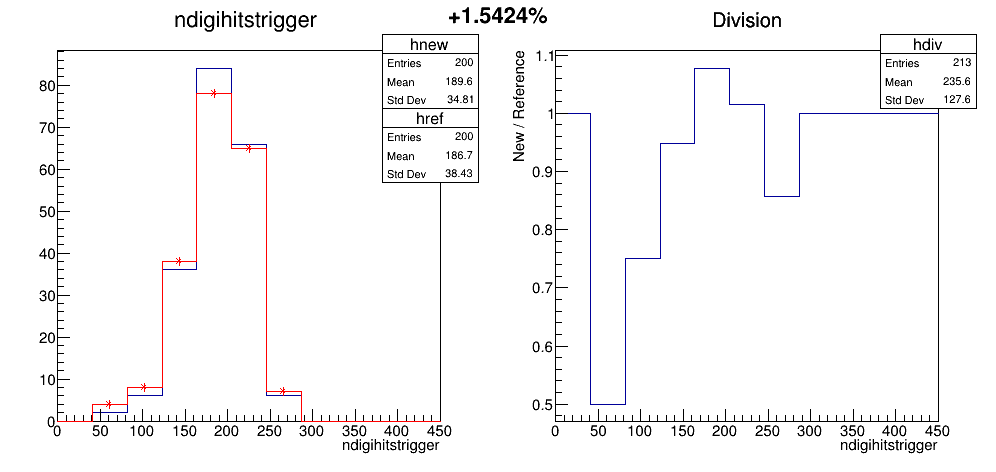 ndigihitstrigger
+1.5424%
Division
hnew
Entries 200
Mean 189.6
Std Dev 34.81
href
Entries 200
Mean 186.7
Std Dev 38.43
80
70
60
50
40
30
20
10
0
0 50 100 150 200 250 300 350 400 450
ndigihitstrigger
hdiv
Entries 213
Mean 235.6
Std Dev 127.6
New / Reference
1.1
1
0.9
0.8
0.7
0.6
0.5
0 50 100 150 200 250 300 350 400 450
ndigihitstrigger